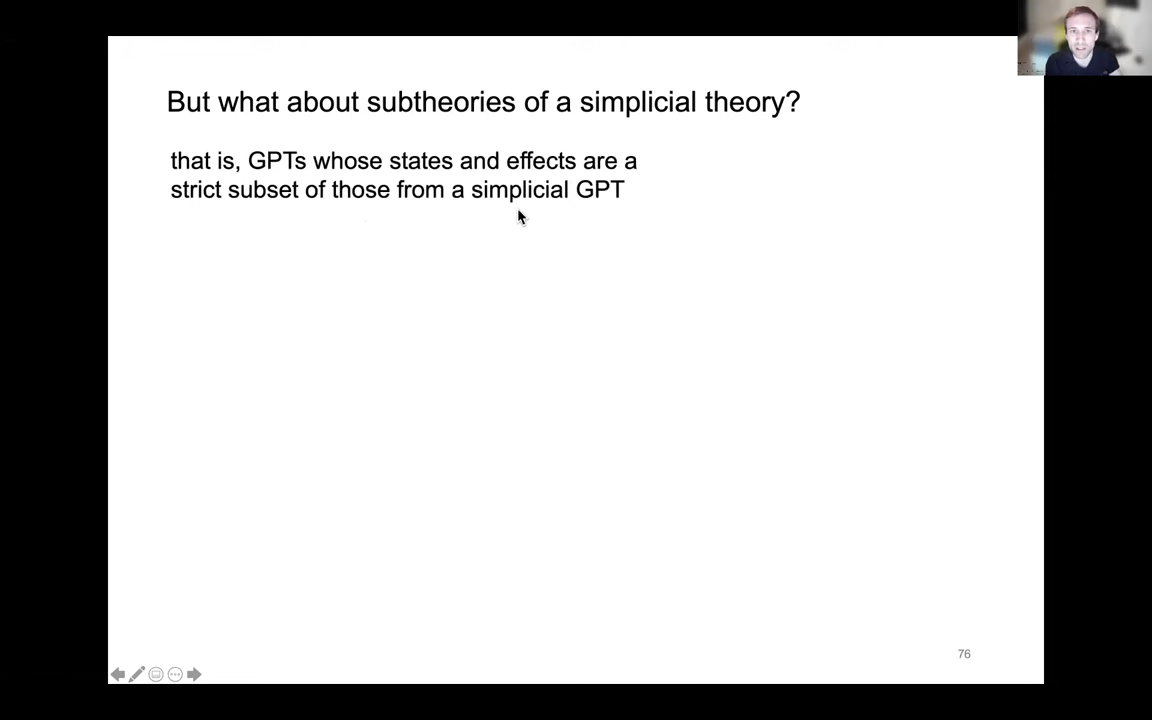 But what about subtheories of a simplicial theory?
that is, GPTs whose states and effects are a
strict subset of those from a simplicial GPT
76